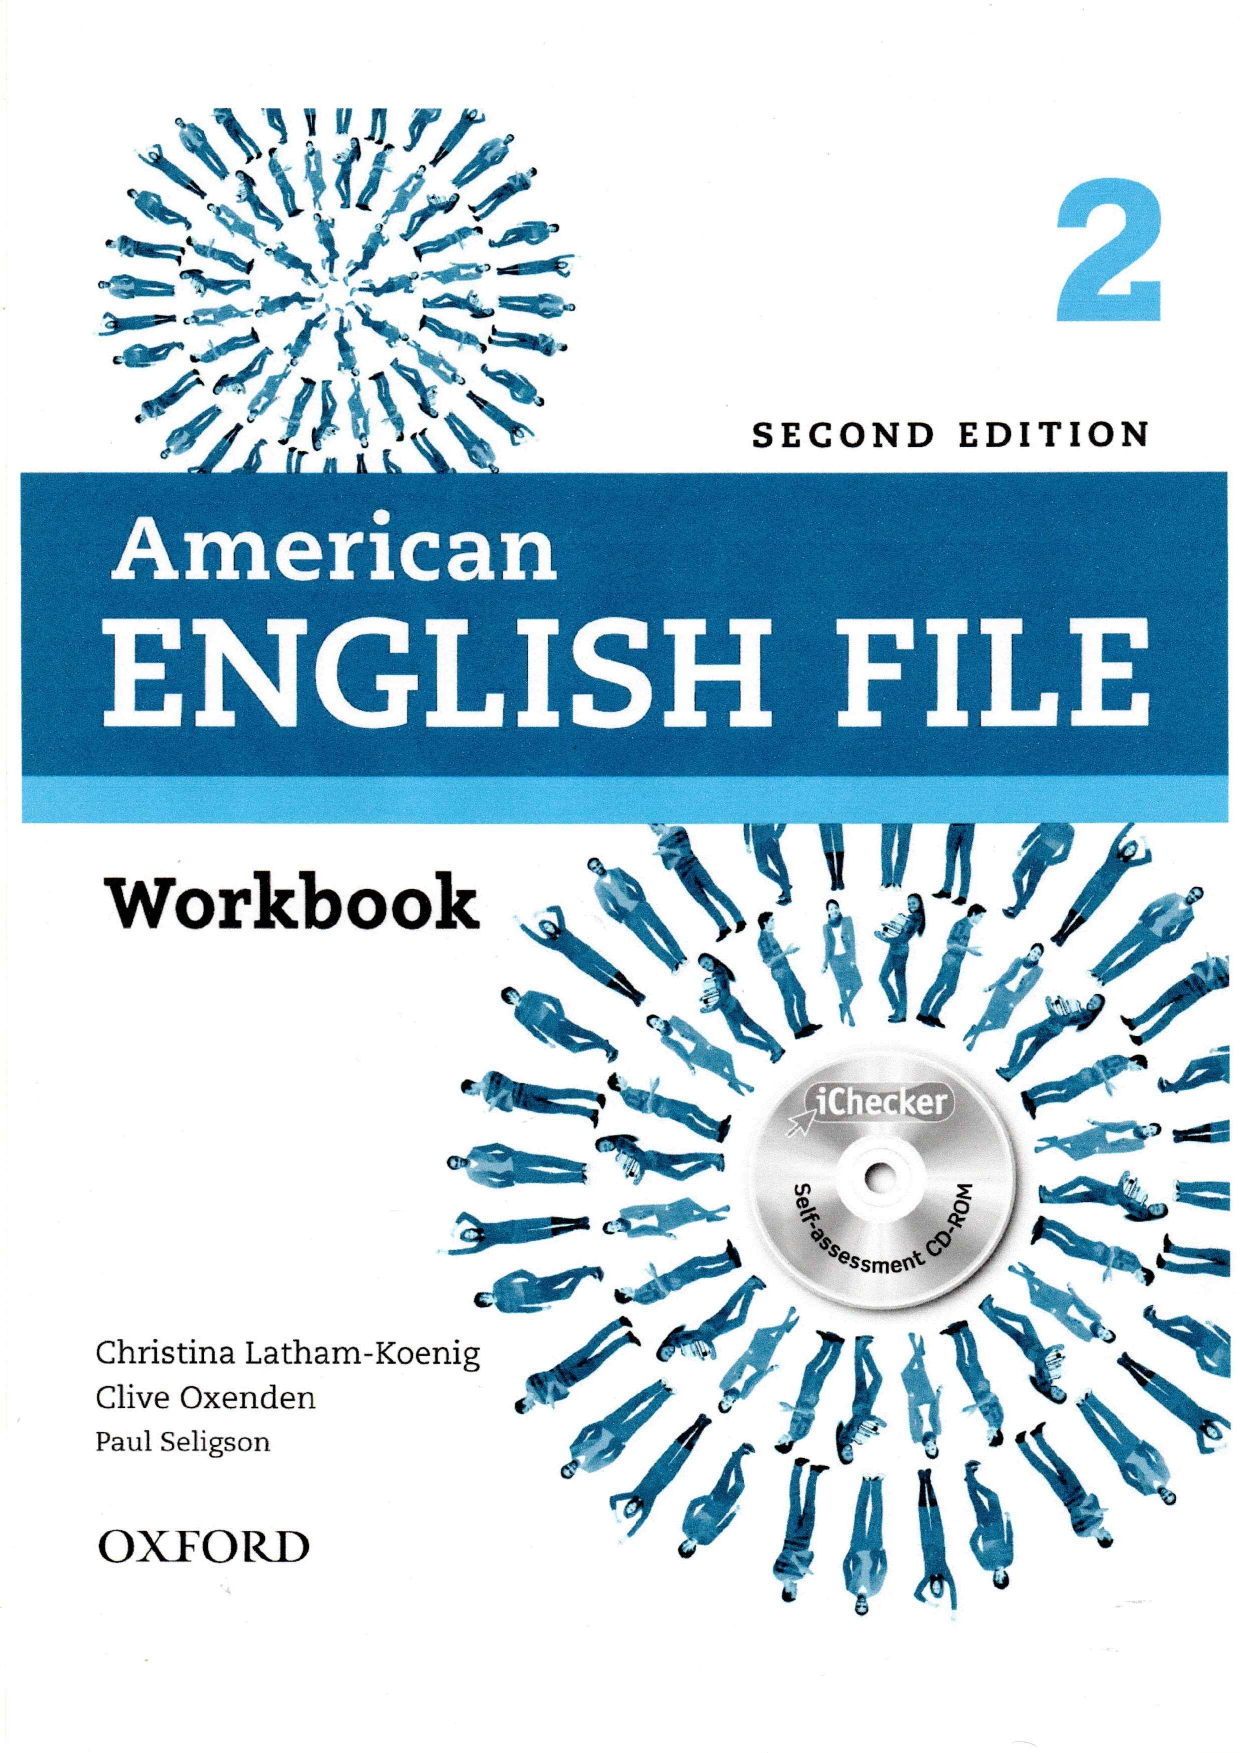 2
SECOND EDITION
American
ENGLISH FILE
Workbook
iChecker
Self-assessment CD-ROM
Christina Latham-Koenig
Clive Oxenden
Paul Seligson
OXFORD